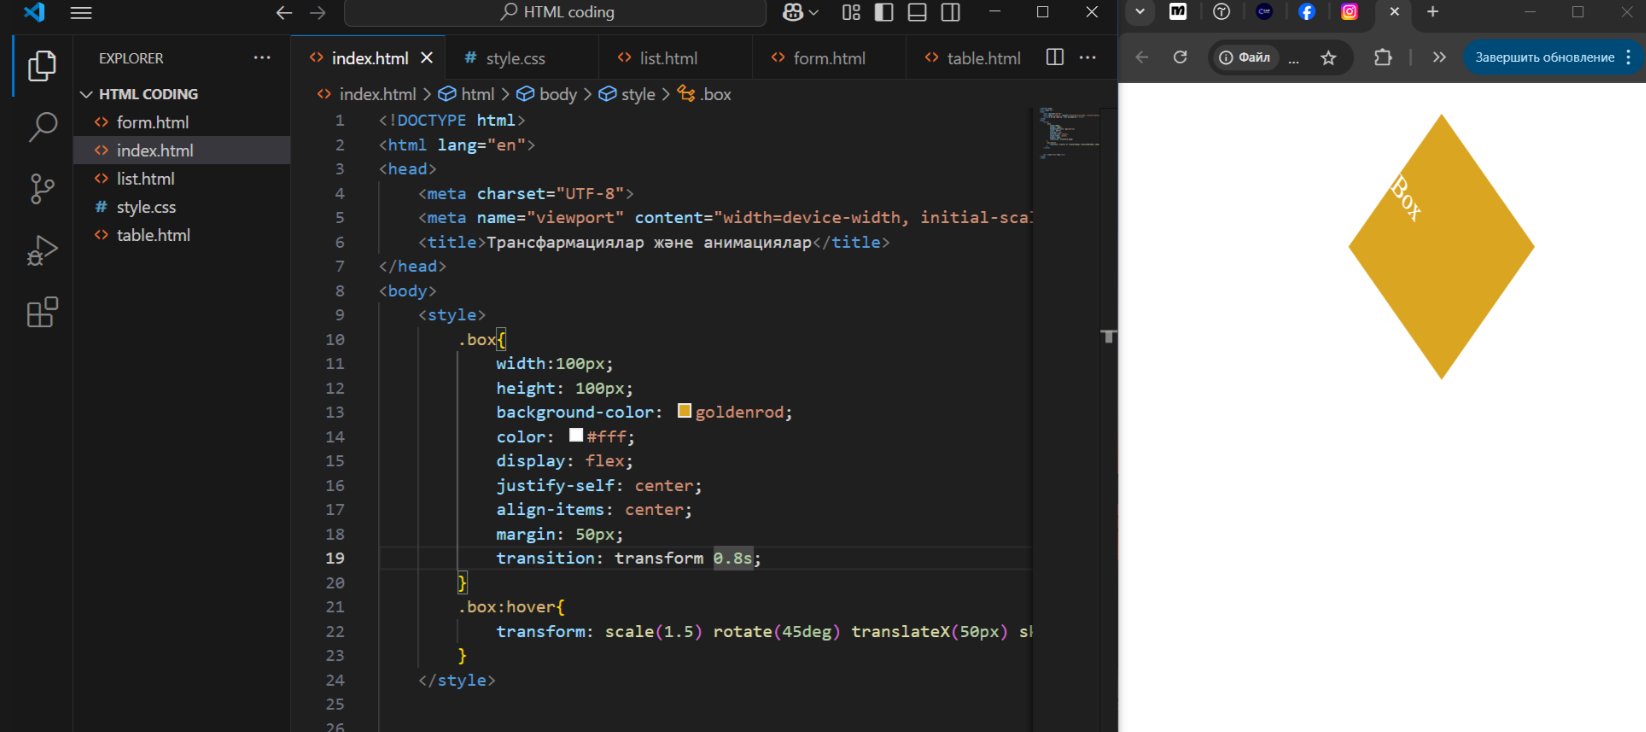 HTML coding
EXPLORER
index.html
style.css
list.html
form.html
table.html
Файл
...
Завершить обновление
HTML CODING
form.html
index.html
list.html
style.css
table.html
index.html > html > body > style > .box
1 <!DOCTYPE html>
2 <html lang="en">
3 <head>
4 <meta charset="UTF-8">
5 <meta name="viewport" content="width=device-width, initial-scal
6 <title>Трансфармациялар және анимациялар</title>
7 </head>
8 <body>
9 <style>
10 .box{
11 width:100px;
12 height: 100px;
13 background-color: goldenrod;
14 color: #fff;
15 display: flex;
16 justify-self: center;
17 align-items: center;
18 margin: 50px;
19 transition: transform 0.8s;
20 }
21 .box:hover{
22 transform: scale(1.5) rotate(45deg) translateX(50px) sk
23 }
24 </style>
25
26
Box